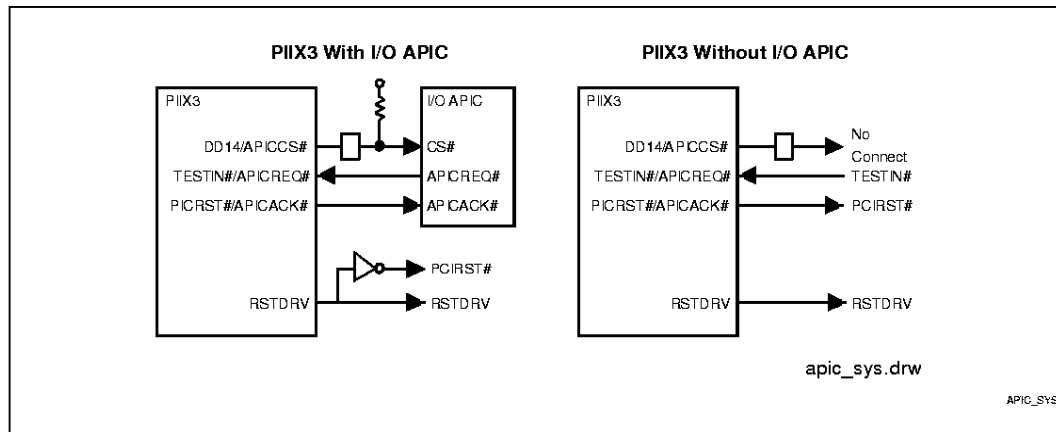 PIIX3 With I/O APIC
PIIX3
I/O APIC
DD14/APICCS#
CS#
TESTIN#/APICREQ#
APICREQ#
PICRST#/APICACK#
APICACK#
PCIRST#
RSTDRV
RSTDRV
PIIX3 Without I/O APIC
PIIX3
DD14/APICCS#
No
Connect
TESTIN#/APICREQ#
TESTIN#
PCIRST#/APICACK#
PCIRST#
RSTDRV
RSTDRV
apic_sys.drw
APIC_SYS